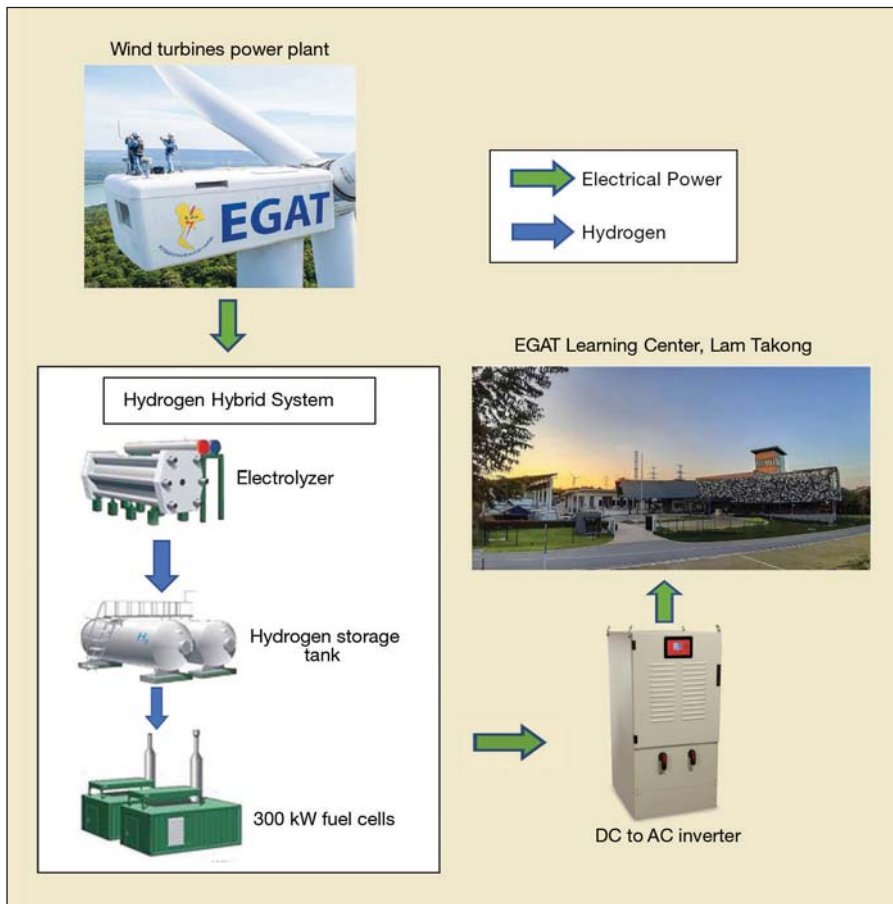 Wind turbines power plant
EGAT
Electrical Power
Hydrogen
EGAT Learning Center, Lam Takong
Hydrogen Hybrid System
Electrolyzer
H₂
Hydrogen storage
tank
300 kW fuel cells
DC to AC inverter